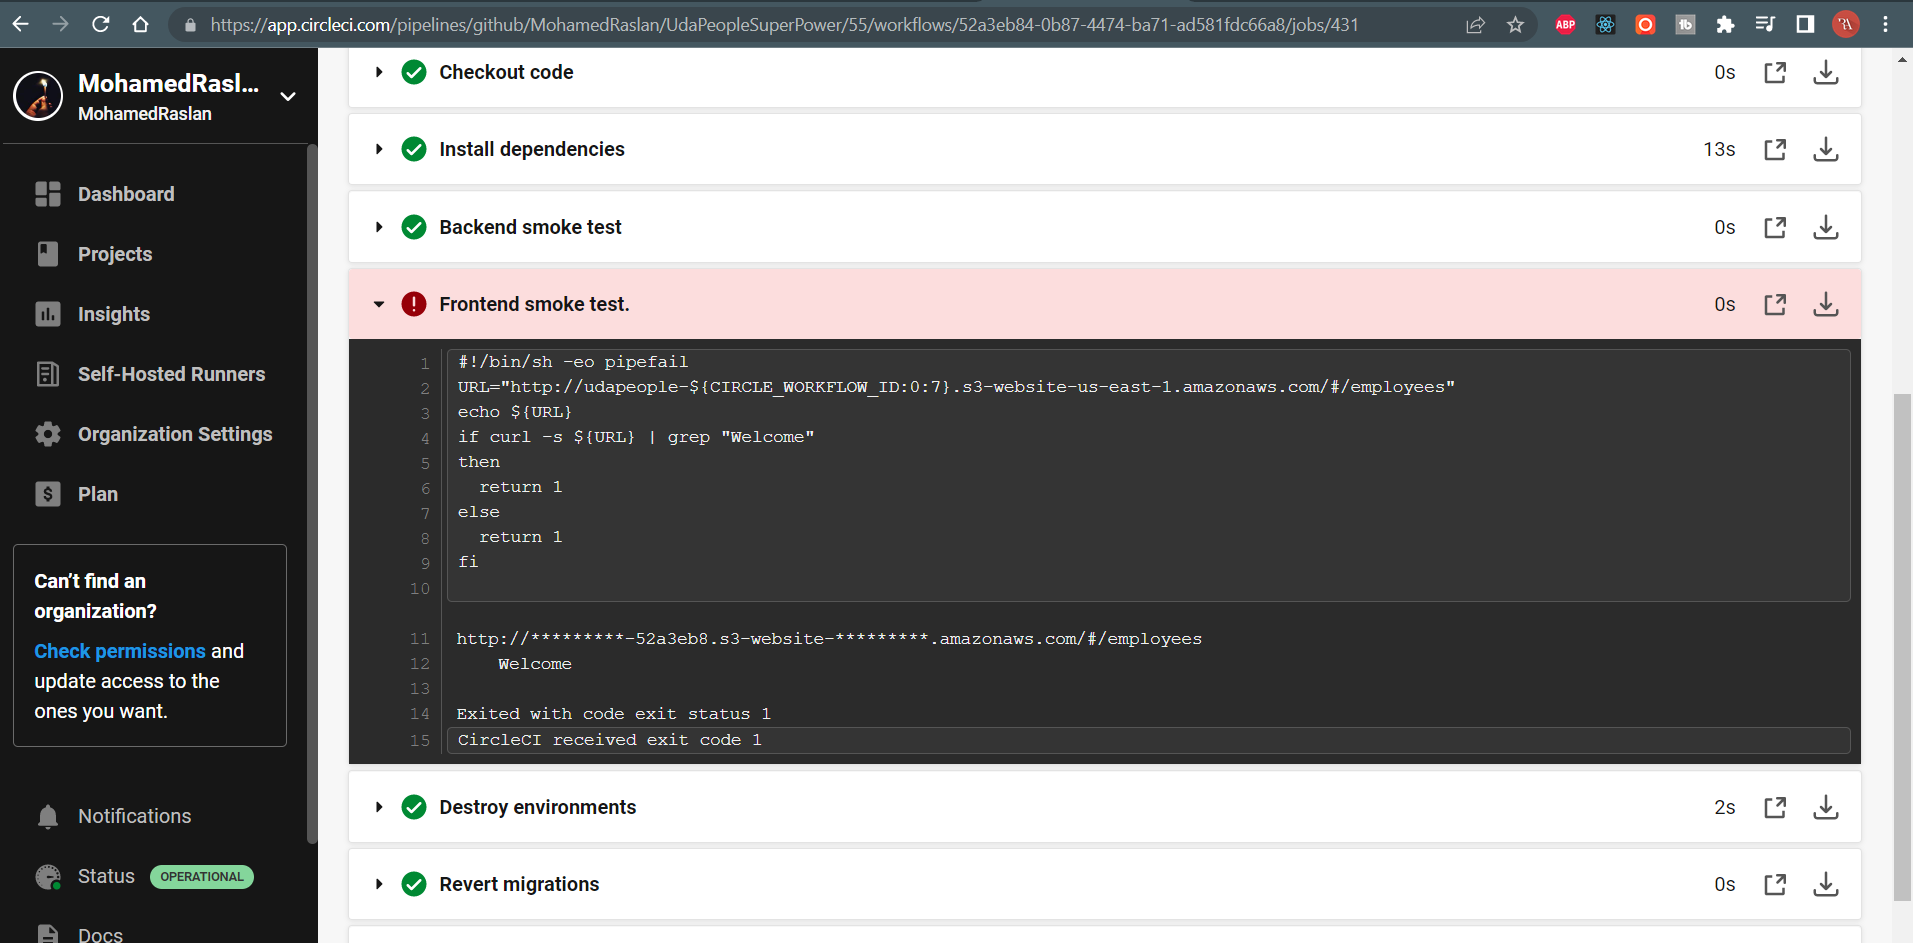 https://app.circleci.com/pipelines/github/MohamedRaslan/UdaPeopleSuperPower/55/workflows/52a3eb84-0b87-4474-ba71-ad581fdc66a8/jobs/431
ABP
tb
MohamedRasl...
MohamedRaslan
Dashboard
Projects
Insights
Self-Hosted Runners
Organization Settings
Plan
Can't find an
organization?
Check permissions and
update access to the
ones you want.
Notifications
Status OPERATIONAL
Docs
Checkout code 0s
Install dependencies 13s
Backend smoke test 0s
Frontend smoke test. 0s
1 #!/bin/sh -eo pipefail
2 URL="http://udapeople-${CIRCLE_WORKFLOW_ID:0:7}.s3-website-us-east-1.amazonaws.com/#/employees"
3 echo ${URL}
4 if curl -s ${URL} | grep "Welcome"
5 then
6 return 1
7 else
8 return 1
9 fi
10
11 http://*********-52a3eb8.s3-website-*********.amazonaws.com/#/employees
12 Welcome
13
14 Exited with code exit status 1
15 CircleCI received exit code 1
Destroy environments 2s
Revert migrations 0s